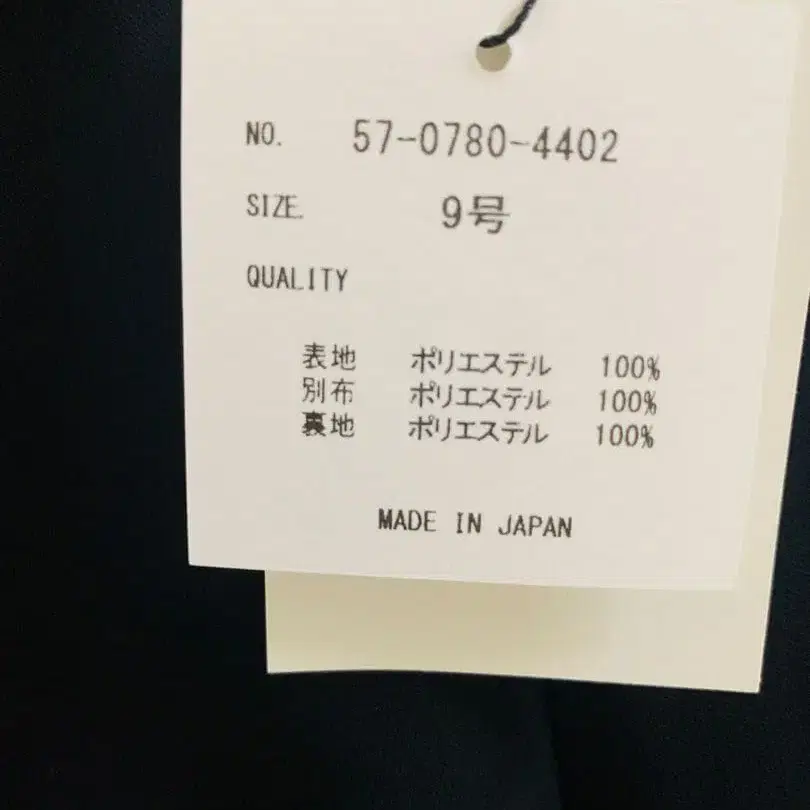 NO. 57-0780-4402
SIZE 9号
QUALITY
表地 ポリエステル 100%
別布 ポリエステル 100%
裏地 ポリエステル 100%
MADE IN JAPAN